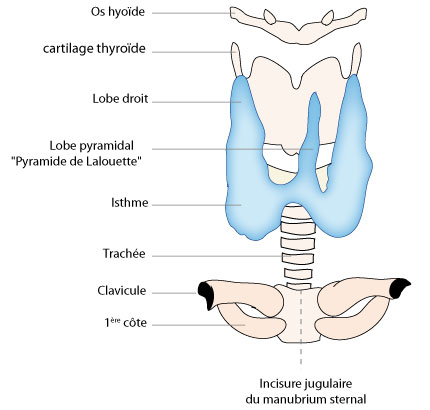 Os hyoïde
cartilage thyroïde
Lobe droit
Lobe pyramidal
"Pyramide de Lalouette"
Isthme
Trachée
Clavicule
1ère côte
Incisure jugulaire
du manubrium sternal